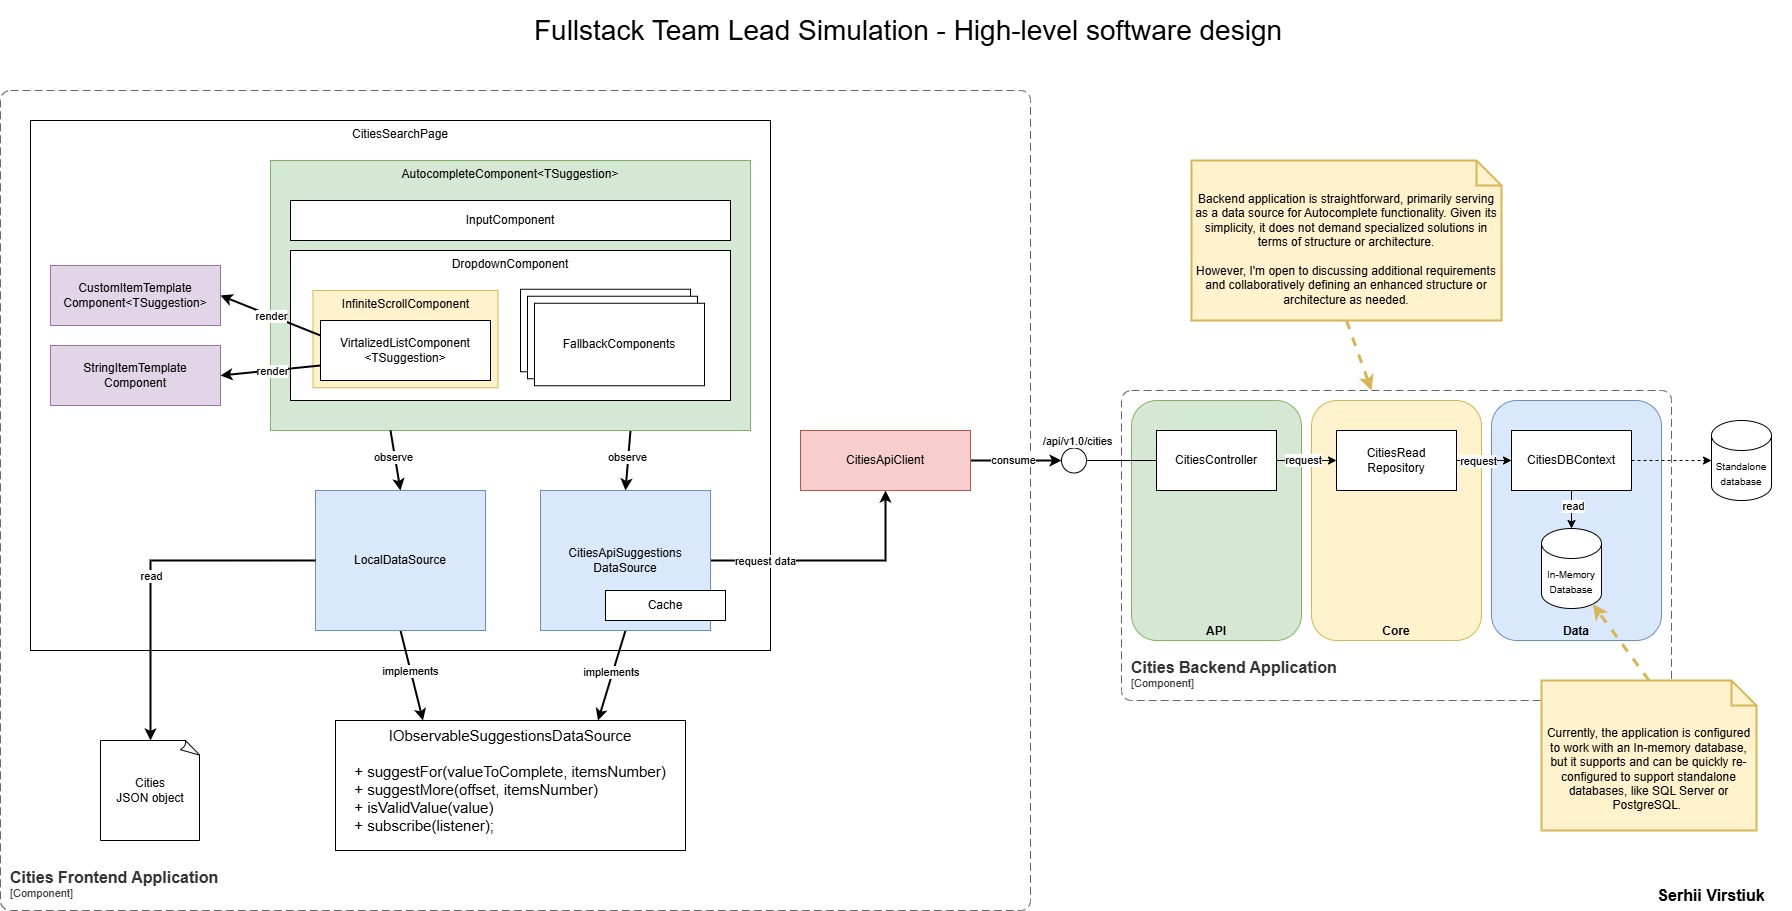 Fullstack Team Lead Simulation - High-level software design
CitiesSearchPage
AutocompleteComponent<TSuggestion>
InputComponent
DropdownComponent
InfiniteScrollComponent
VirtalizedListComponent
<TSuggestion>
FallbackComponents
CustomItemTemplate
Component<TSuggestion>
render
StringItemTemplate
Component
render
observe
observe
LocalDataSource
CitiesApiSuggestions
DataSource
Cache
read
request data
implements
implements
Cities
JSON object
IObservableSuggestionsDataSource
+ suggestFor(valueToComplete, itemsNumber)
+ suggestMore(offset, itemsNumber)
+ isValidValue(value)
+ subscribe(listener);
Cities Frontend Application
[Component]
CitiesApiClient
consume
/api/v1.0/cities
Backend application is straightforward, primarily serving
as a data source for Autocomplete functionality. Given its
simplicity, it does not demand specialized solutions in
terms of structure or architecture.
However, I'm open to discussing additional requirements
and collaboratively defining an enhanced structure or
architecture as needed.
CitiesController
request
CitiesRead
Repository
request
CitiesDBContext
read
In-Memory
Database
Standalone
database
API
Core
Data
Cities Backend Application
[Component]
Currently, the application is configured
to work with an In-memory database,
but it supports and can be quickly re-
configured to support standalone
databases, like SQL Server or
PostgreSQL.
Serhii Virstiuk